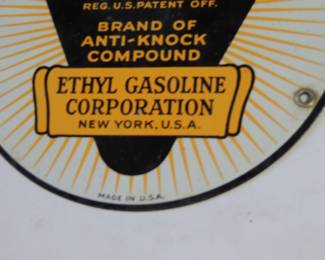 REG. U.S. PATENT OFF.
BRAND OF
ANTI-KNOCK
COMPOUND
ETHYL GASOLINE
CORPORATION
NEW YORK, U.S.A.
MADE IN U.S.A.